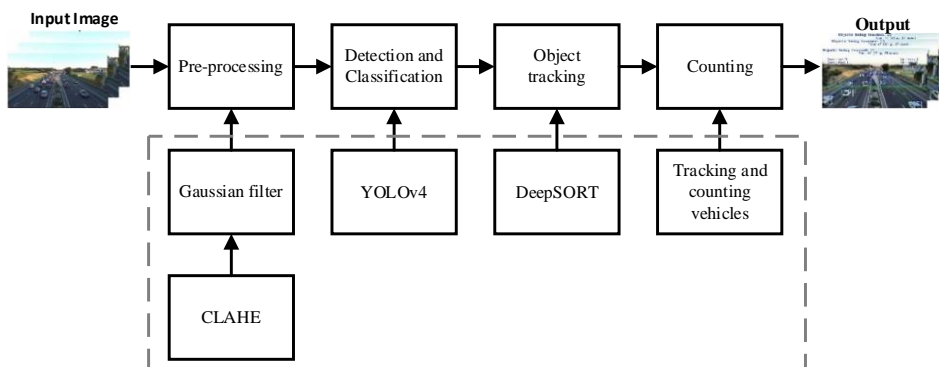 Input Image
Output
Pre-processing
Detection and
Classification
Object
tracking
Counting
Gaussian filter
YOLOv4
DeepSORT
Tracking and
counting
vehicles
CLAHE